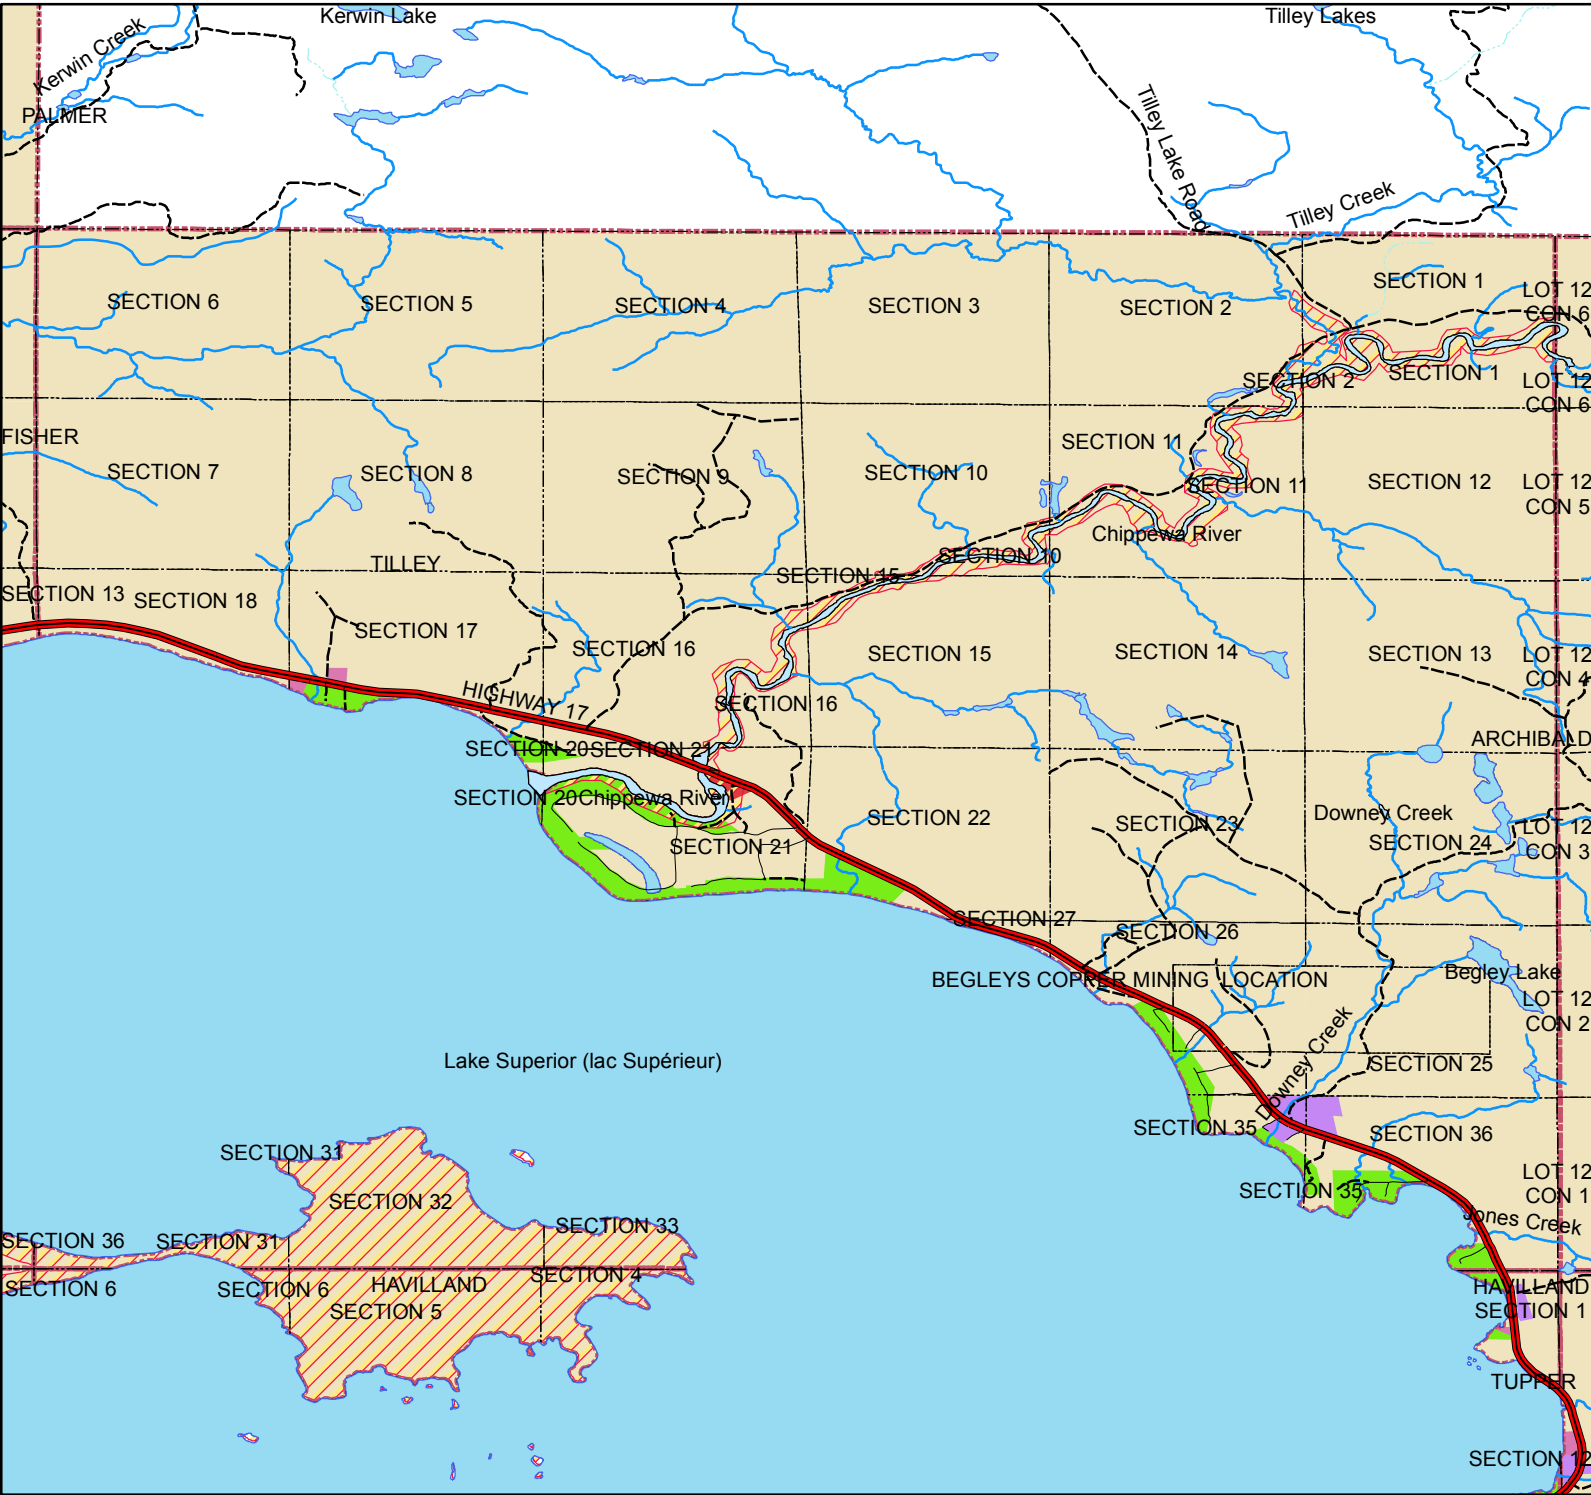 Kerwin Lake
Tilley Lakes
Kerwin Creek
PALMER
Tilley Lake Road
Tilley Creek
SECTION 1
SECTION 6
SECTION 5
SECTION 4
SECTION 3
SECTION 2
LOT 12
CON 6
SECTION 2
SECTION 1
LOT 12
CON 6
FISHER
SECTION 11
SECTION 7
SECTION 8
SECTION 9
SECTION 10
SECTION 11
SECTION 12
LOT 12
CON 5
Chippewa River
TILLEY
SECTION 10
SECTION 15
SECTION 13
SECTION 18
SECTION 17
SECTION 16
SECTION 15
SECTION 14
SECTION 13
LOT 12
CON 4
HIGHWAY 17
SECTION 16
SECTION 20
SECTION 21
ARCHIBALD
SECTION 20
Chippewa River
SECTION 22
SECTION 23
Downey Creek
SECTION 24
LOT 12
CON 3
SECTION 21
SECTION 27
SECTION 26
BEGLEYS COPPER MINING LOCATION
Begley Lake
LOT 12
CON 2
Lake Superior (lac Supérieur)
Downey Creek
SECTION 25
SECTION 35
SECTION 36
SECTION 31
SECTION 32
SECTION 35
LOT 12
CON 1
SECTION 33
Jones Creek
SECTION 36
SECTION 31
SECTION 6
SECTION 6
HAVILLAND
SECTION 4
SECTION 5
HAVILLAND
SECTION 1
TUPPER
SECTION 12